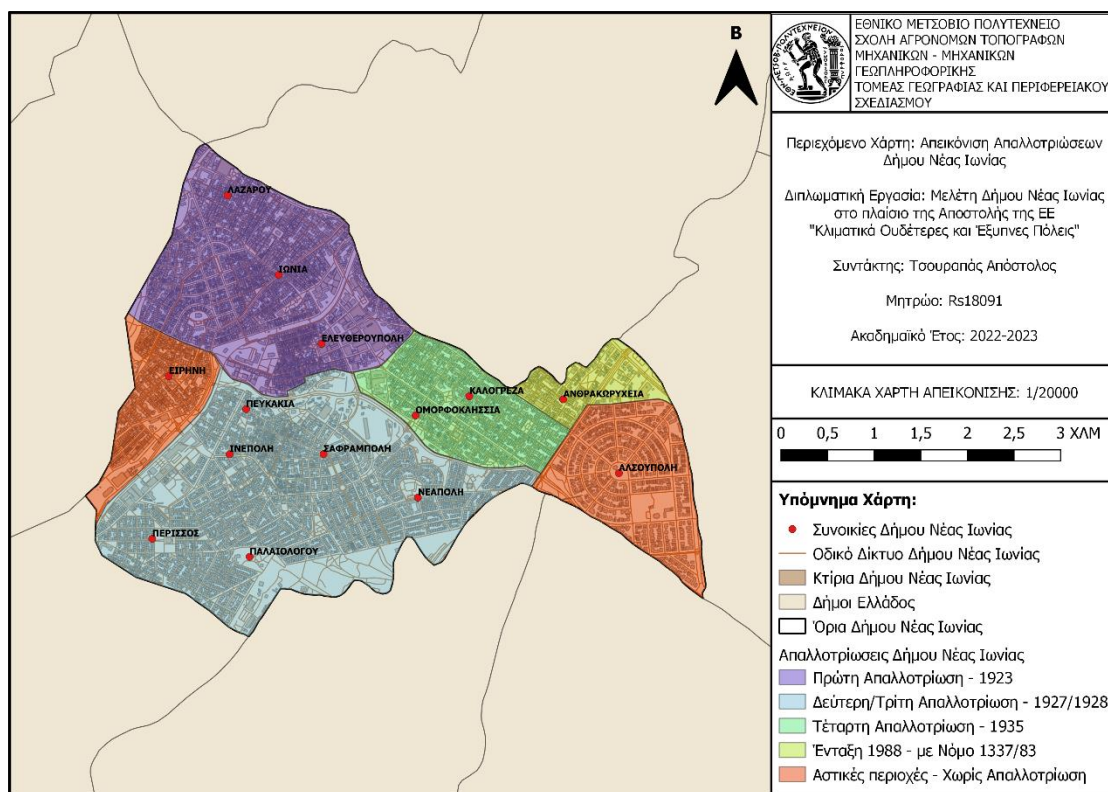 ΕΘΝΙΚΟ ΜΕΤΣΟΒΙΟ ΠΟΛΥΤΕΧΝΕΙΟ
ΣΧΟΛΗ ΑΓΡΟΝΟΜΩΝ ΤΟΠΟΓΡΑΦΩΝ
ΜΗΧΑΝΙΚΩΝ - ΜΗΧΑΝΙΚΩΝ
ΓΕΩΠΛΗΡΟΦΟΡΙΚΗΣ
ΤΟΜΕΑΣ ΓΕΩΓΡΑΦΙΑΣ ΚΑΙ ΠΕΡΙΦΕΡΕΙΑΚΟΥ
ΣΧΕΔΙΑΣΜΟΥ
Περιεχόμενο Χάρτη: Απεικόνιση Απαλλοτριώσεων
Δήμου Νέας Ιωνίας
Διπλωματική Εργασία: Μελέτη Δήμου Νέας Ιωνίας
στο πλαίσιο της Αποστολής της ΕΕ
"Κλιματικά Ουδέτερες και Έξυπνες Πόλεις"
Συντάκτης: Τσουραπάς Απόστολος
Μητρώο: Rs18091
Ακαδημαϊκό Έτος: 2022-2023
ΚΛΙΜΑΚΑ ΧΑΡΤΗ ΑΠΕΙΚΟΝΙΣΗΣ: 1/20000
0 0,5 1 1,5 2 2,5 3 ΧΛΜ
Υπόμνημα Χάρτη:
Συνοικίες Δήμου Νέας Ιωνίας
Οδικό Δίκτυο Δήμου Νέας Ιωνίας
Κτίρια Δήμου Νέας Ιωνίας
Δήμοι Ελλάδος
Όρια Δήμου Νέας Ιωνίας
Απαλλοτριώσεις Δήμου Νέας Ιωνίας
Πρώτη Απαλλοτρίωση - 1923
Δεύτερη/Τρίτη Απαλλοτρίωση - 1927/1928
Τέταρτη Απαλλοτρίωση - 1935
Ένταξη 1988 - με Νόμο 1337/83
Αστικές περιοχές - Χωρίς Απαλλοτρίωση
Β
ΛΑΖΑΡΟΥ
ΙΩΝΙΑ
ΕΛΕΥΘΕΡΟΥΠΟΛΗ
ΕΙΡΗΝΗ
ΠΕΥΚΑΚΙΑ
ΚΑΛΟΓΡΕΖΑ
ΑΝΘΡΑΚΩΡΥΧΕΙΑ
ΟΜΟΡΦΟΚΛΗΣΣΙΑ
ΙΝΕΠΟΛΗ
ΣΑΦΡΑΜΠΟΛΗ
ΑΛΣΟΥΠΟΛΗ
ΝΕΑΠΟΛΗ
ΠΕΡΙΣΣΟΣ
ΠΑΛΑΙΟΛΟΓΟΥ